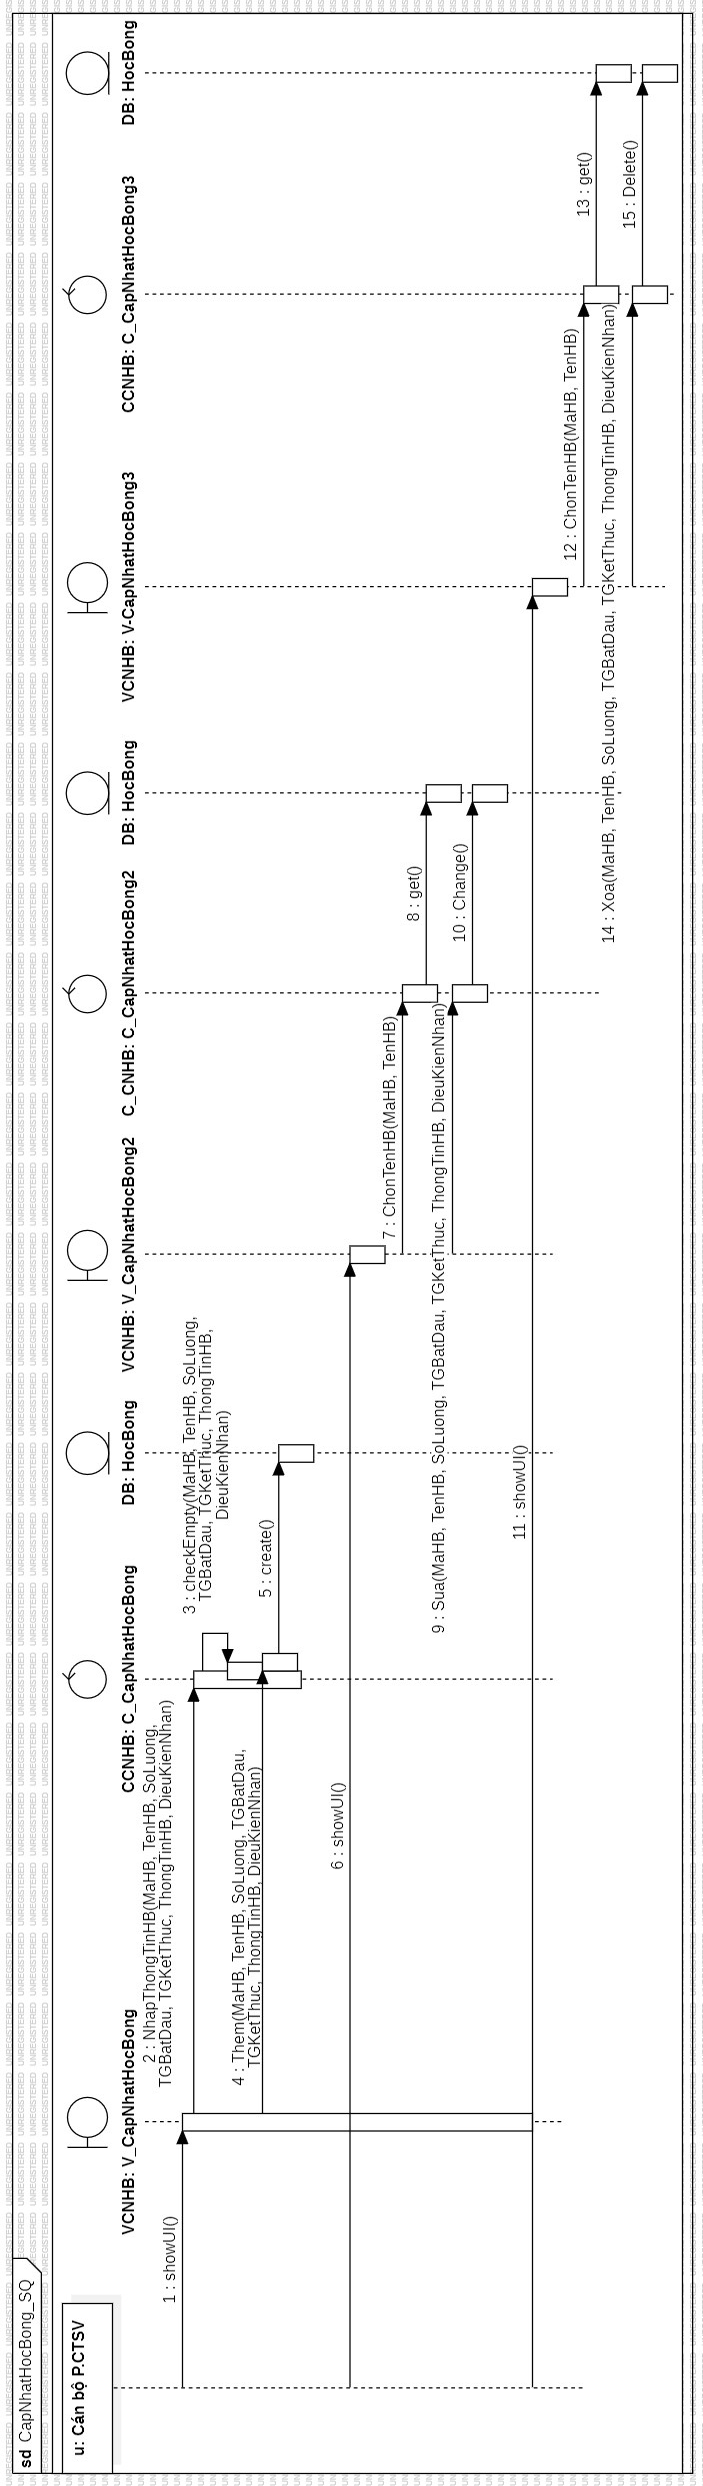 sd CapNhatHocBong_SQ
u: Cán bộ P.CTSV
VCNHB: V_CapNhatHocBong
CCNHB: C_CapNhatHocBong
DB: HocBong
VCNHB: V_CapNhatHocBong2
C_CNHB: C_CapNhatHocBong2
DB: HocBong
VCNHB: V-CapNhatHocBong3
CCNHB: C_CapNhatHocBong3
DB: HocBong
1 : showUI()
2 : NhapThongTinHB(MaHB, TenHB, SoLuong,
TGBatDau, TGKetThuc, ThongTinHB, DieuKienNhan)
3 : checkEmpty(MaHB, TenHB, SoLuong,
TGBatDau, TGKetThuc, ThongTinHB,
DieuKienNhan)
4 : Them(MaHB, TenHB, SoLuong, TGBatDau,
TGKetThuc, ThongTinHB, DieuKienNhan)
5 : create()
6 : showUI()
7 : ChonTenHB(MaHB, TenHB)
8 : get()
9 : Sua(MaHB, TenHB, SoLuong, TGBatDau, TGKetThuc, ThongTinHB, DieuKienNhan)
10 : Change()
11 : showUI()
12 : ChonTenHB(MaHB, TenHB)
13 : get()
14 : Xoa(MaHB, TenHB, SoLuong, TGBatDau, TGKetThuc, ThongTinHB, DieuKienNhan)
15 : Delete()